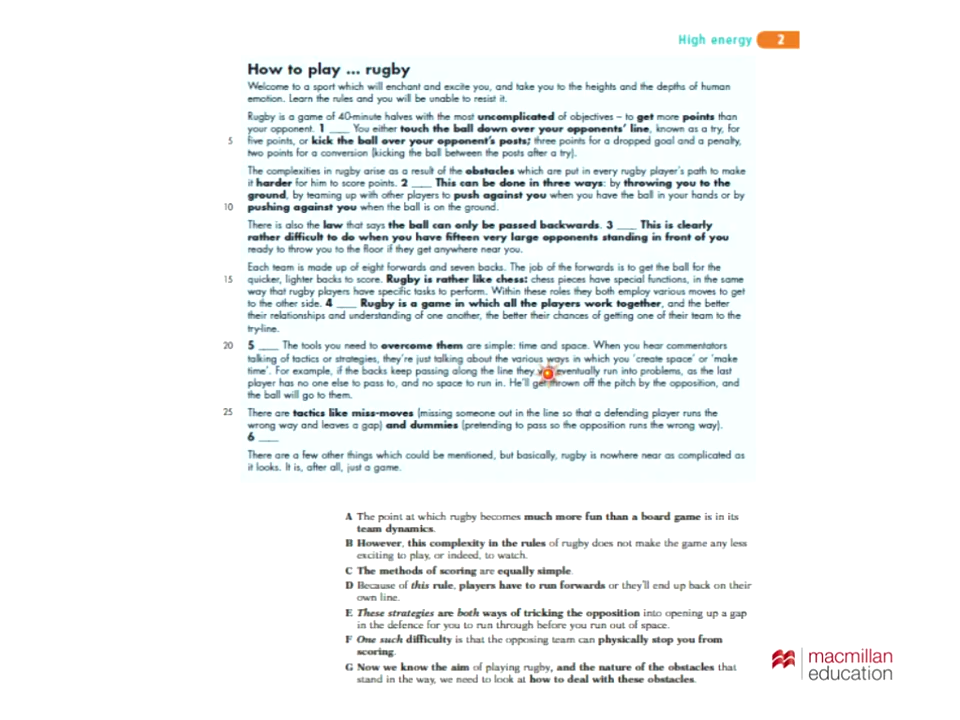 High energy 2
How to play ... rugby
Welcome to a sport which will enchant and excite you, and take you to the heights and the depths of human
emotion. Learn the rules and you will be unable to resist it.
Rugby is a game of 40-minute halves with the most uncomplicated of objectives – to get more points than
your opponent. 1 ___ You either touch the ball down over your opponents' line, known as a try, for
5 five points, or kick the ball over your opponent's posts; three points for a dropped goal and a penalty,
two points for a conversion (kicking the ball between the posts after a try).
The complexities in rugby arise as a result of the obstacles which are put in every rugby player's path to make
it harder for him to score points. 2 ___ This can be done in three ways: by throwing you to the
ground, by teaming up with other players to push against you when you have the ball in your hands or by
10 pushing against you when the ball is on the ground.
There is also the law that says the ball can only be passed backwards. 3 ___ This is clearly
rather difficult to do when you have fifteen very large opponents standing in front of you
ready to throw you to the floor if they get anywhere near you.
Each team is made up of eight forwards and seven backs. The job of the forwards is to get the ball for the
15 quicker, lighter backs to score. Rugby is rather like chess: chess pieces have special functions, in the same
way that rugby players have specific tasks to perform. Within these roles they both employ various moves to get
to the other side. 4 ___ Rugby is a game in which all the players work together, and the better
their relationships and understanding of one another, the better their chances of getting one of their team to the
try-line.
20 5 ___ The tools you need to overcome them are simple: time and space. When you hear commentators
talking of tactics or strategies, they're just talking about the various ways in which you 'create space' or 'make
time'. For example, if the backs keep passing along the line they eventually run into problems, as the last
player has no one else to pass to, and no space to run in. He'll get thrown off the pitch by the opposition, and
the ball will go to them.
25 There are tactics like miss-moves (missing someone out in the line so that a defending player runs the
wrong way and leaves a gap) and dummies (pretending to pass so the opposition runs the wrong way).
6 ___
There are a few other things which could be mentioned, but basically, rugby is nowhere near as complicated as
it looks. It is, after all, just a game.
A The point at which rugby becomes much more fun than a board game is in its
team dynamics.
B However, this complexity in the rules of rugby does not make the game any less
exciting to play, or indeed, to watch.
C The methods of scoring are equally simple.
D Because of this rule, players have to run forwards or they'll end up back on their
own line.
E These strategies are both ways of tricking the opposition into opening up a gap
in the defence for you to run through before you run out of space.
F One such difficulty is that the opposing team can physically stop you from
scoring.
G Now we know the aim of playing rugby, and the nature of the obstacles that
stand in the way, we need to look at how to deal with these obstacles.
macmillan
education